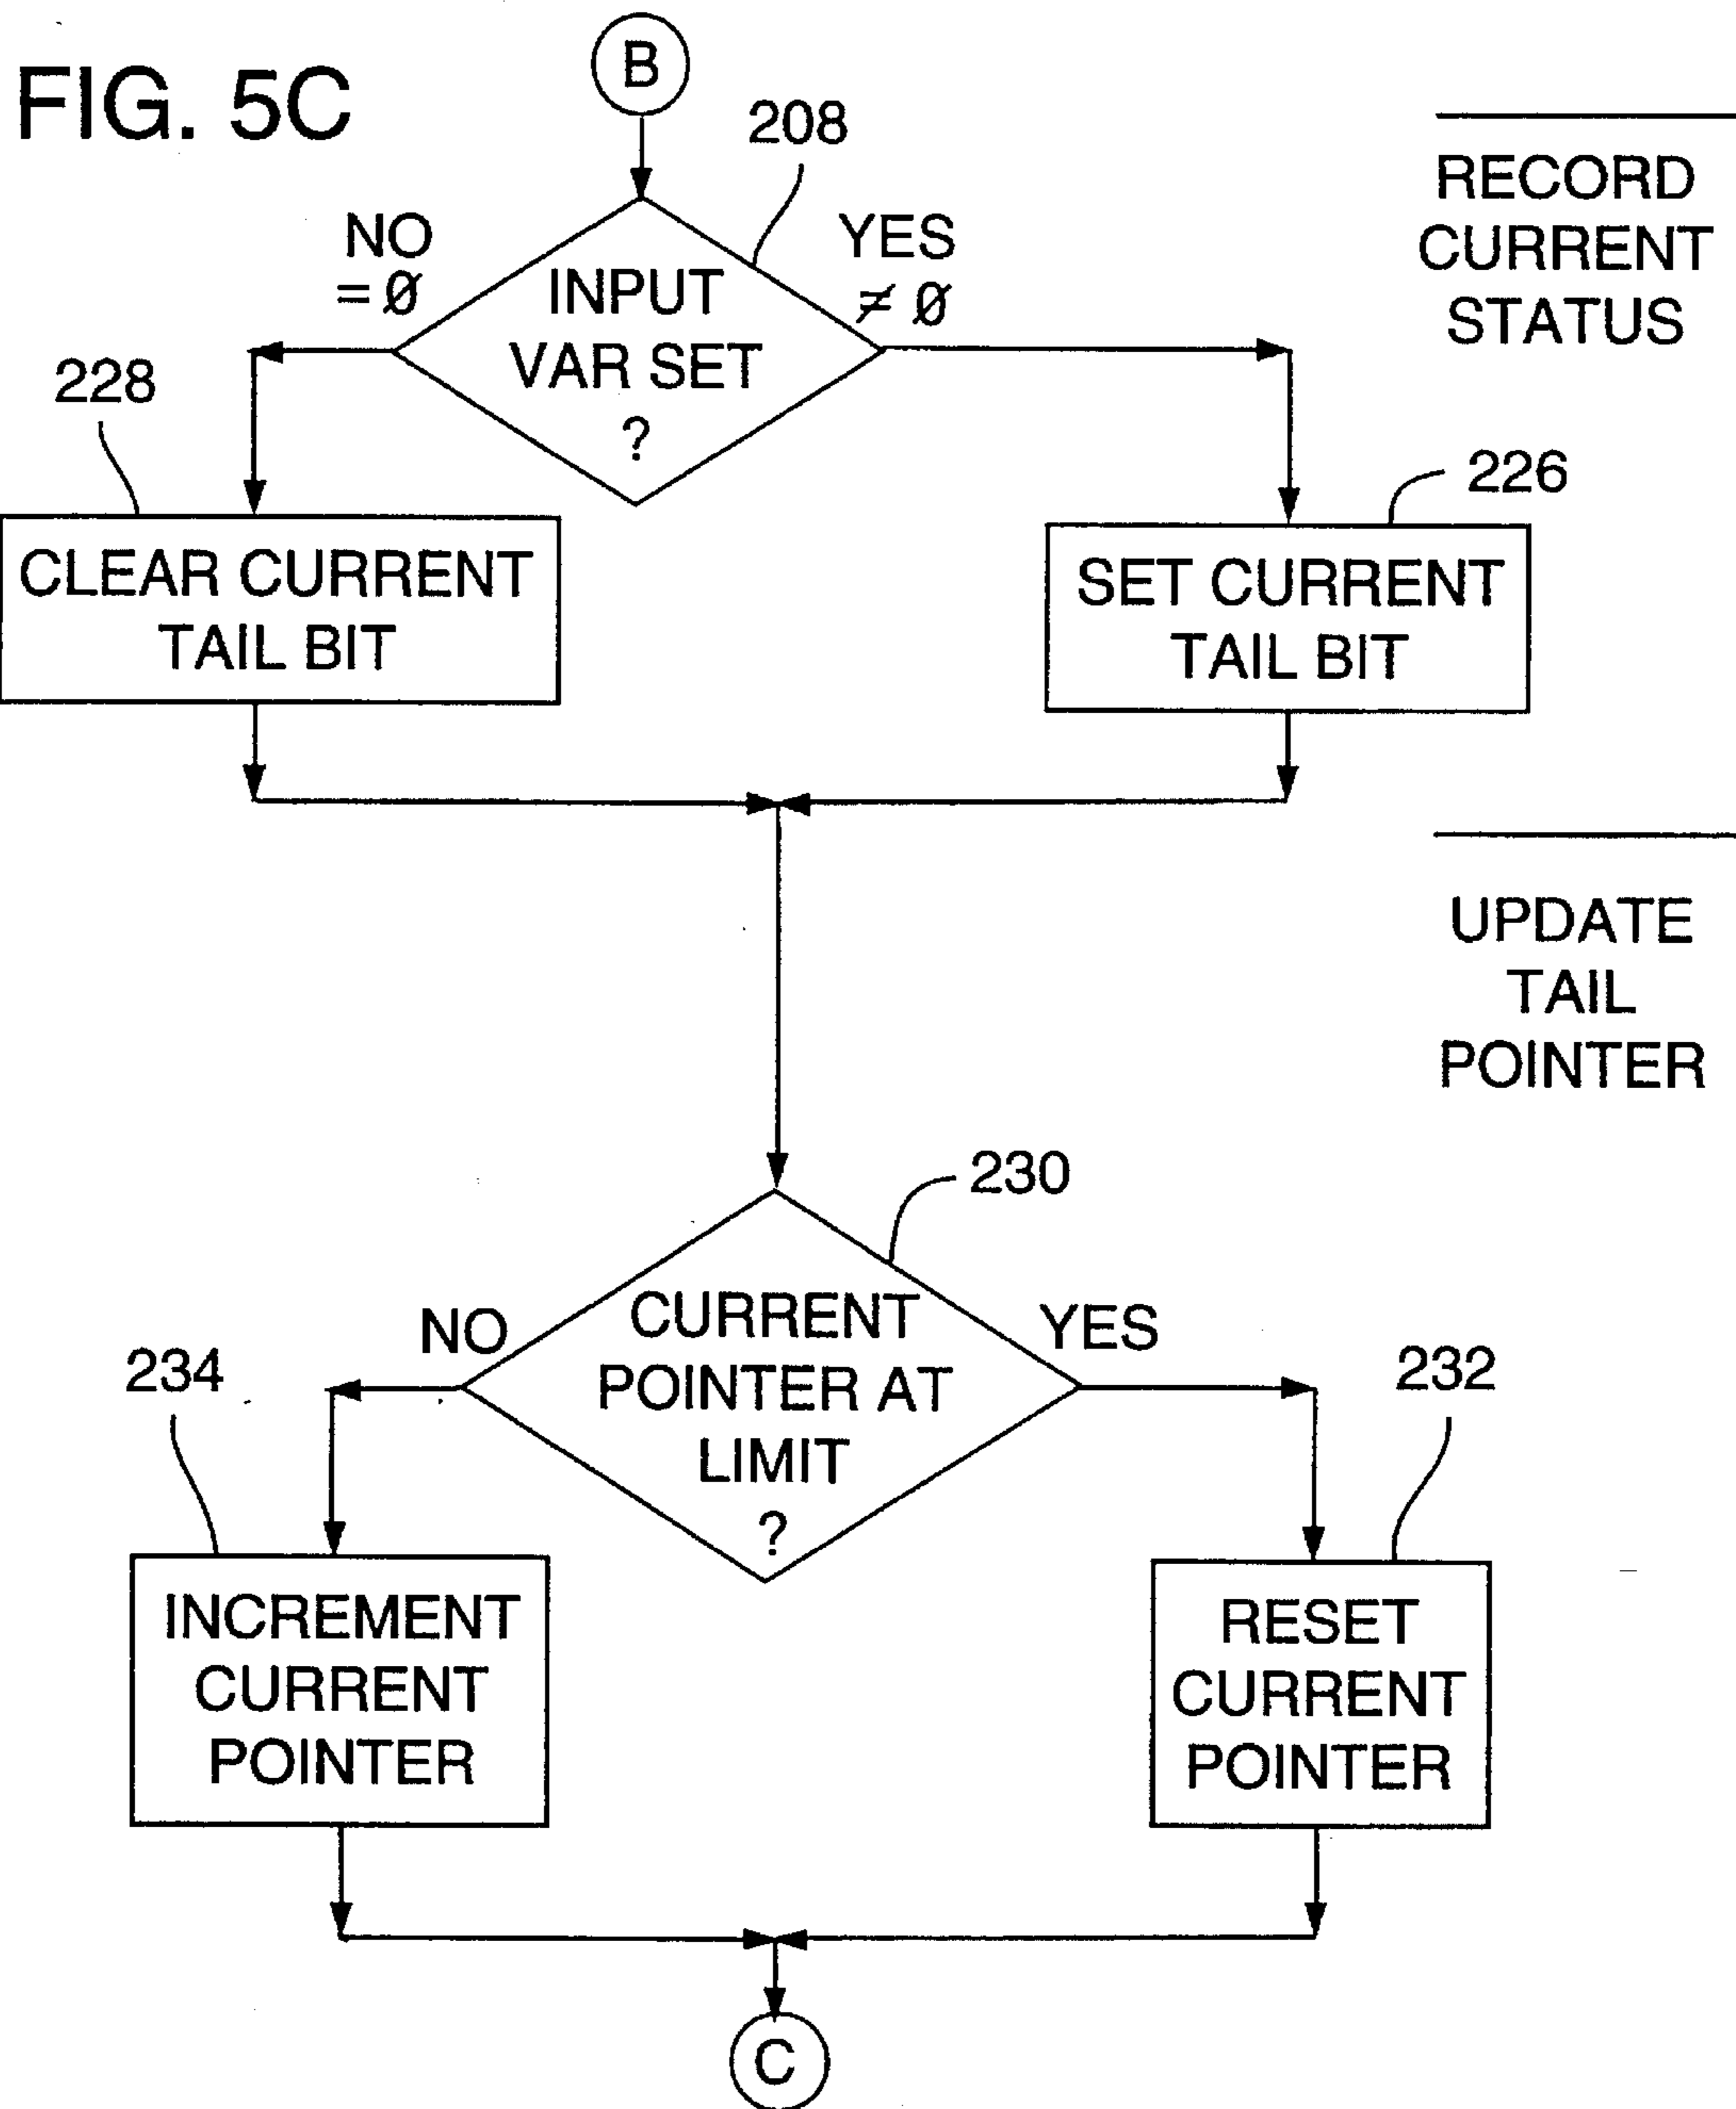 FIG. 5C
B
208
NO
= Ø
YES
≠ Ø
INPUT
VAR SET
?
RECORD
CURRENT
STATUS
228
226
CLEAR CURRENT
TAIL BIT
SET CURRENT
TAIL BIT
UPDATE
TAIL
POINTER
230
NO
YES
CURRENT
POINTER AT
LIMIT
?
234
232
INCREMENT
CURRENT
POINTER
RESET
CURRENT
POINTER
C